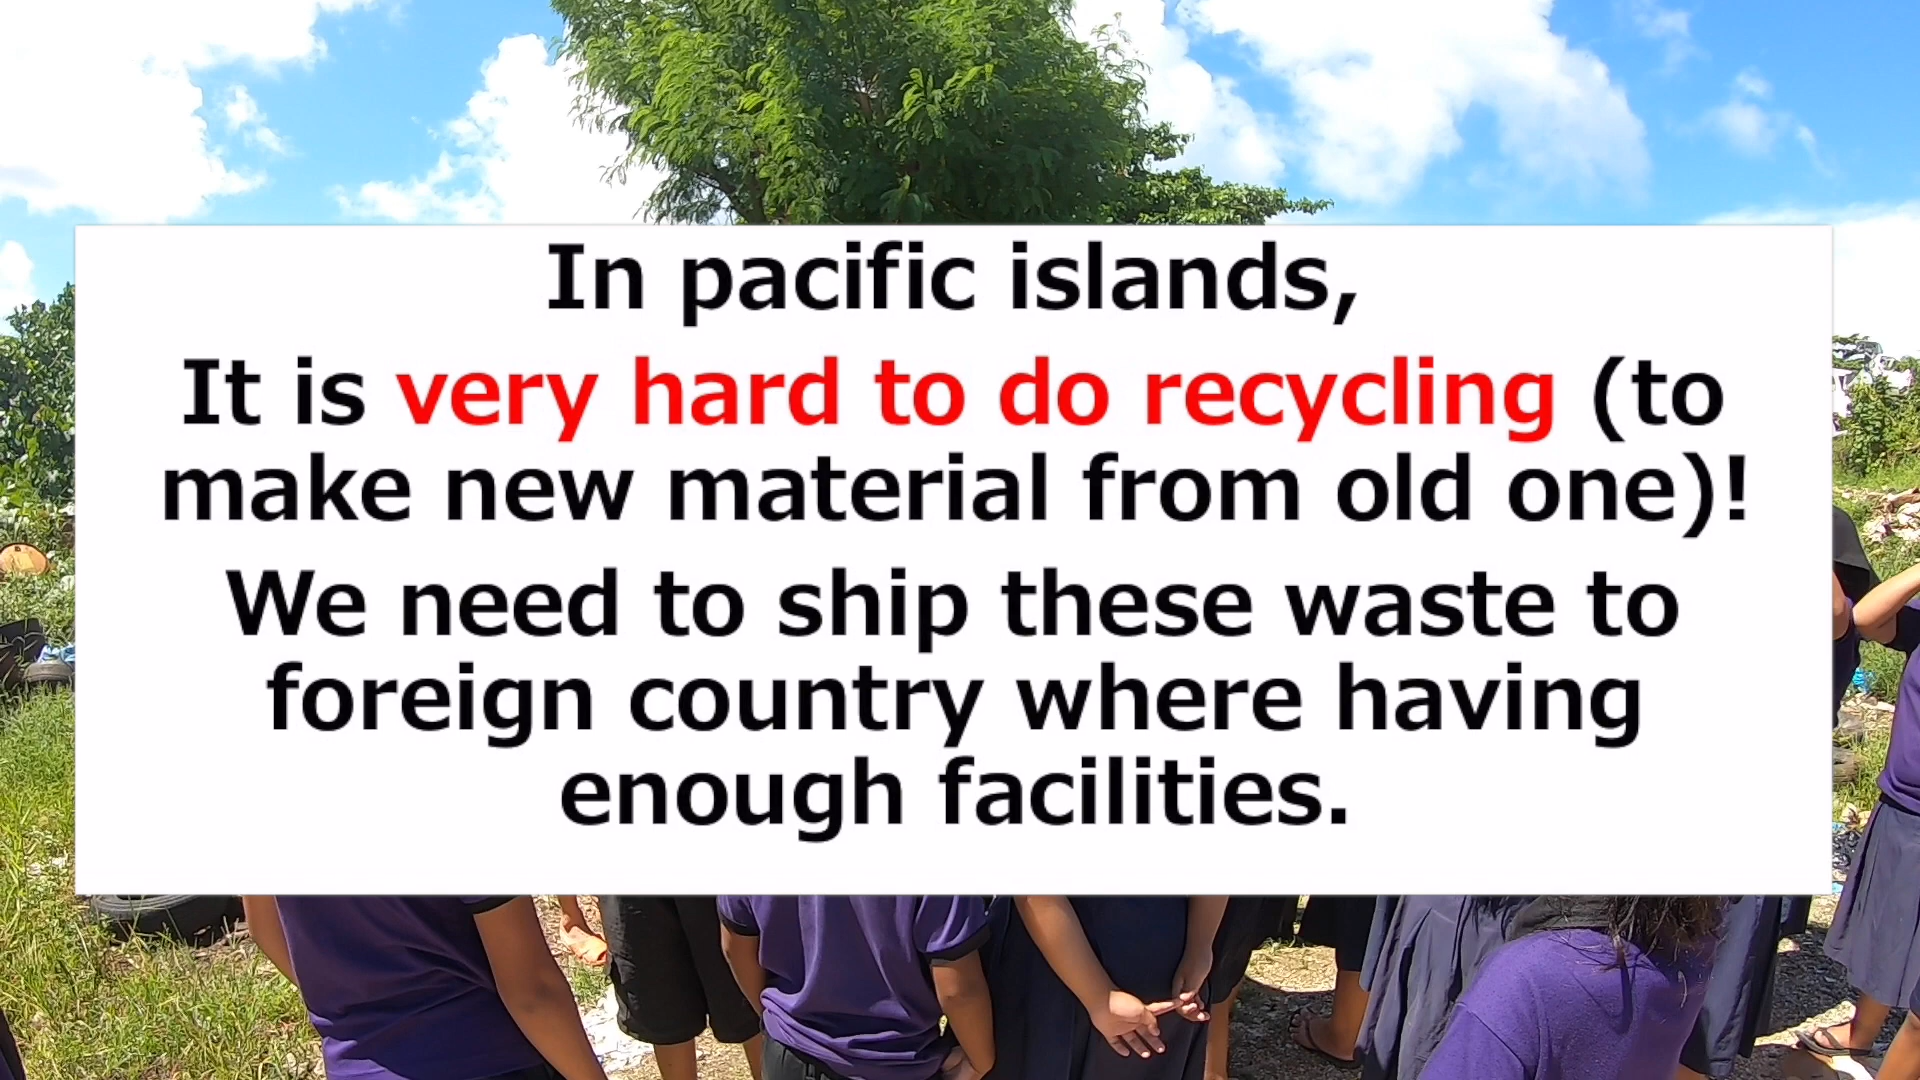 In pacific islands,
It is very hard to do recycling (to
make new material from old one)!
We need to ship these waste to
foreign country where having
enough facilities.